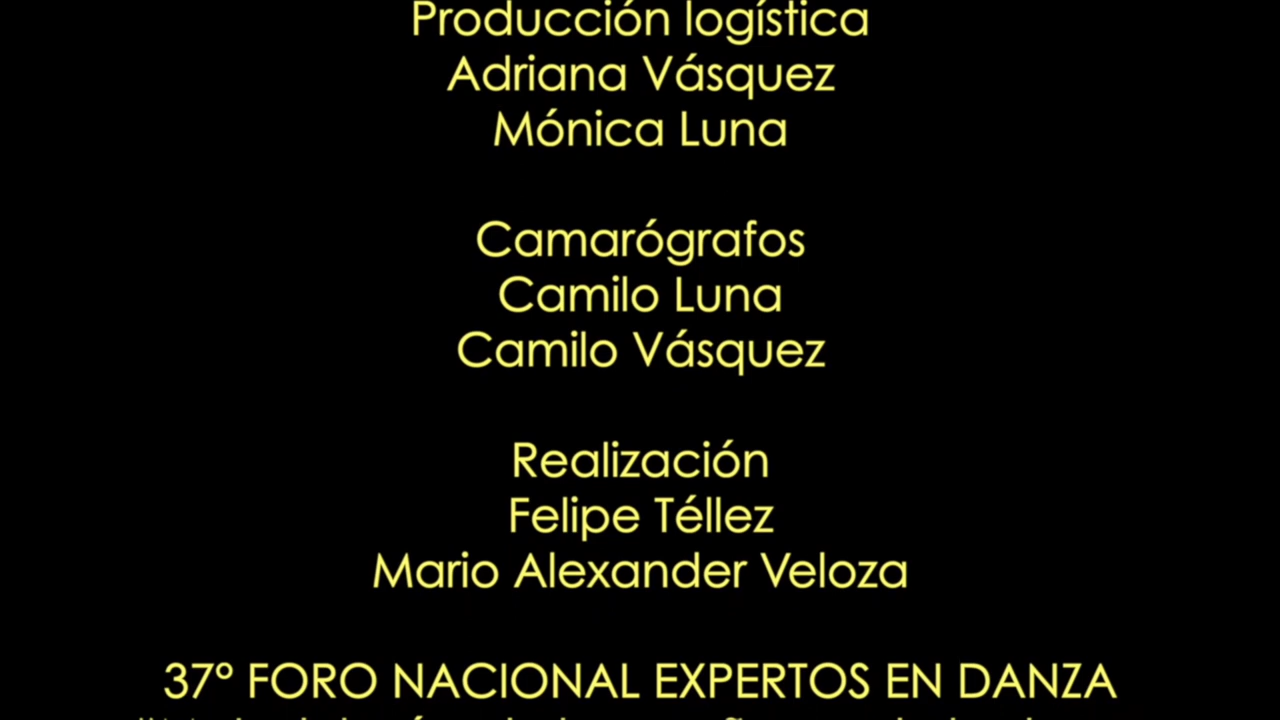 Producción logística
Adriana Vásquez
Mónica Luna
Camarógrafos
Camilo Luna
Camilo Vásquez
Realización
Felipe Téllez
Mario Alexander Veloza
37° FORO NACIONAL EXPERTOS EN DANZA